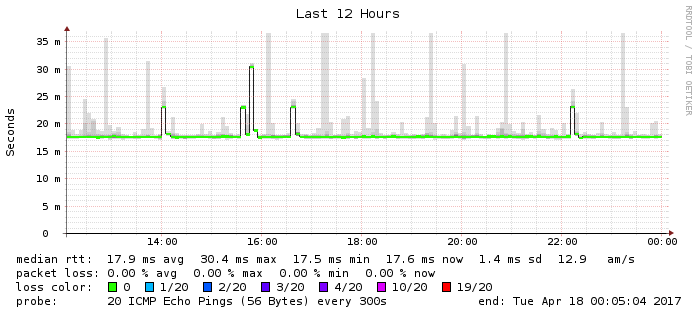 Last 12 Hours
RRDTOOL / TOBI OETIKER
Seconds
35 m
30 m
25 m
20 m
15 m
10 m
5 m
0
14:00 16:00 18:00 20:00 22:00 00:00
median rtt: 17.9 ms avg 30.4 ms max 17.5 ms min 17.6 ms now 1.4 ms sd 12.9 am/s
packet loss: 0.00 % avg 0.00 % max 0.00 % min 0.00 % now
loss color: 0 1/20 2/20 3/20 4/20 10/20 19/20
probe: 20 ICMP Echo Pings (56 Bytes) every 300s end: Tue Apr 18 00:05:04 2017